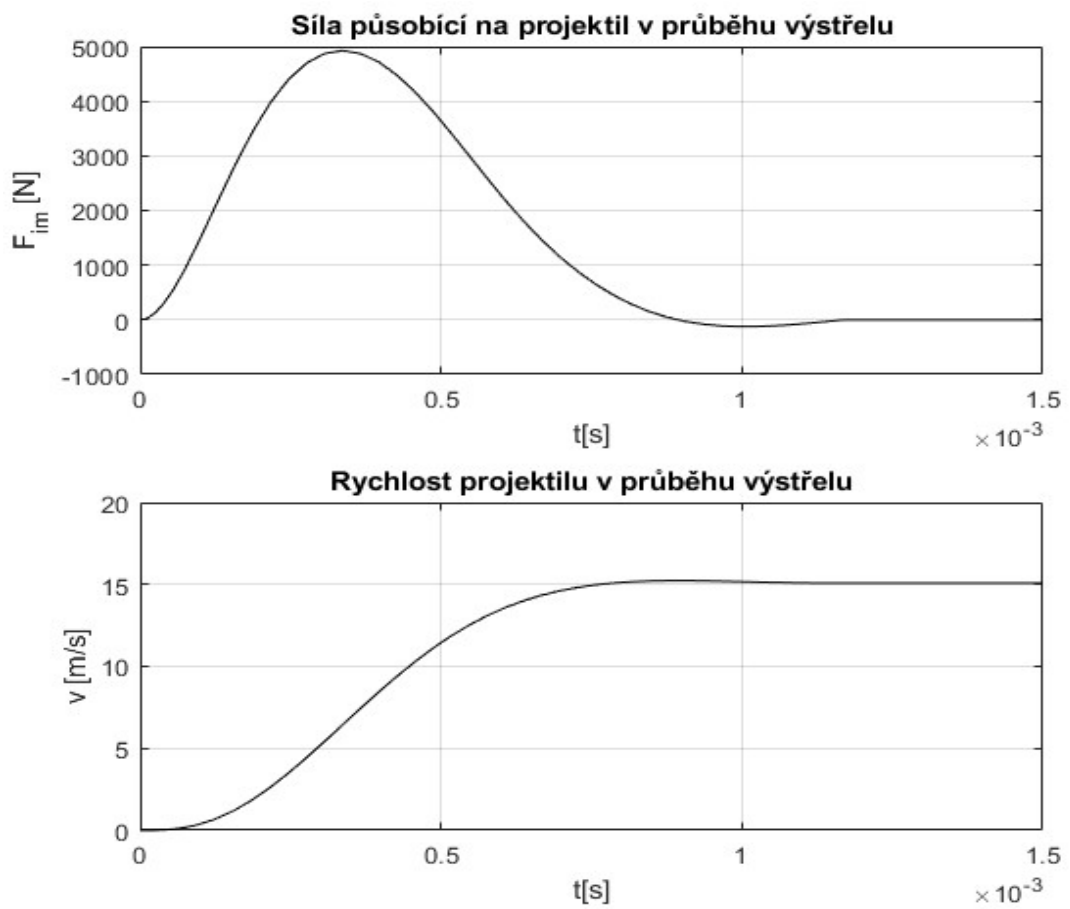 Síla působící na projektil v průběhu výstřelu
5000
4000
3000
2000
1000
0
-1000
F_im [N]
0 0.5 1 1.5
t[s]
× 10^-3
Rychlost projektilu v průběhu výstřelu
20
15
10
5
0
v [m/s]
0 0.5 1 1.5
t[s]
× 10^-3